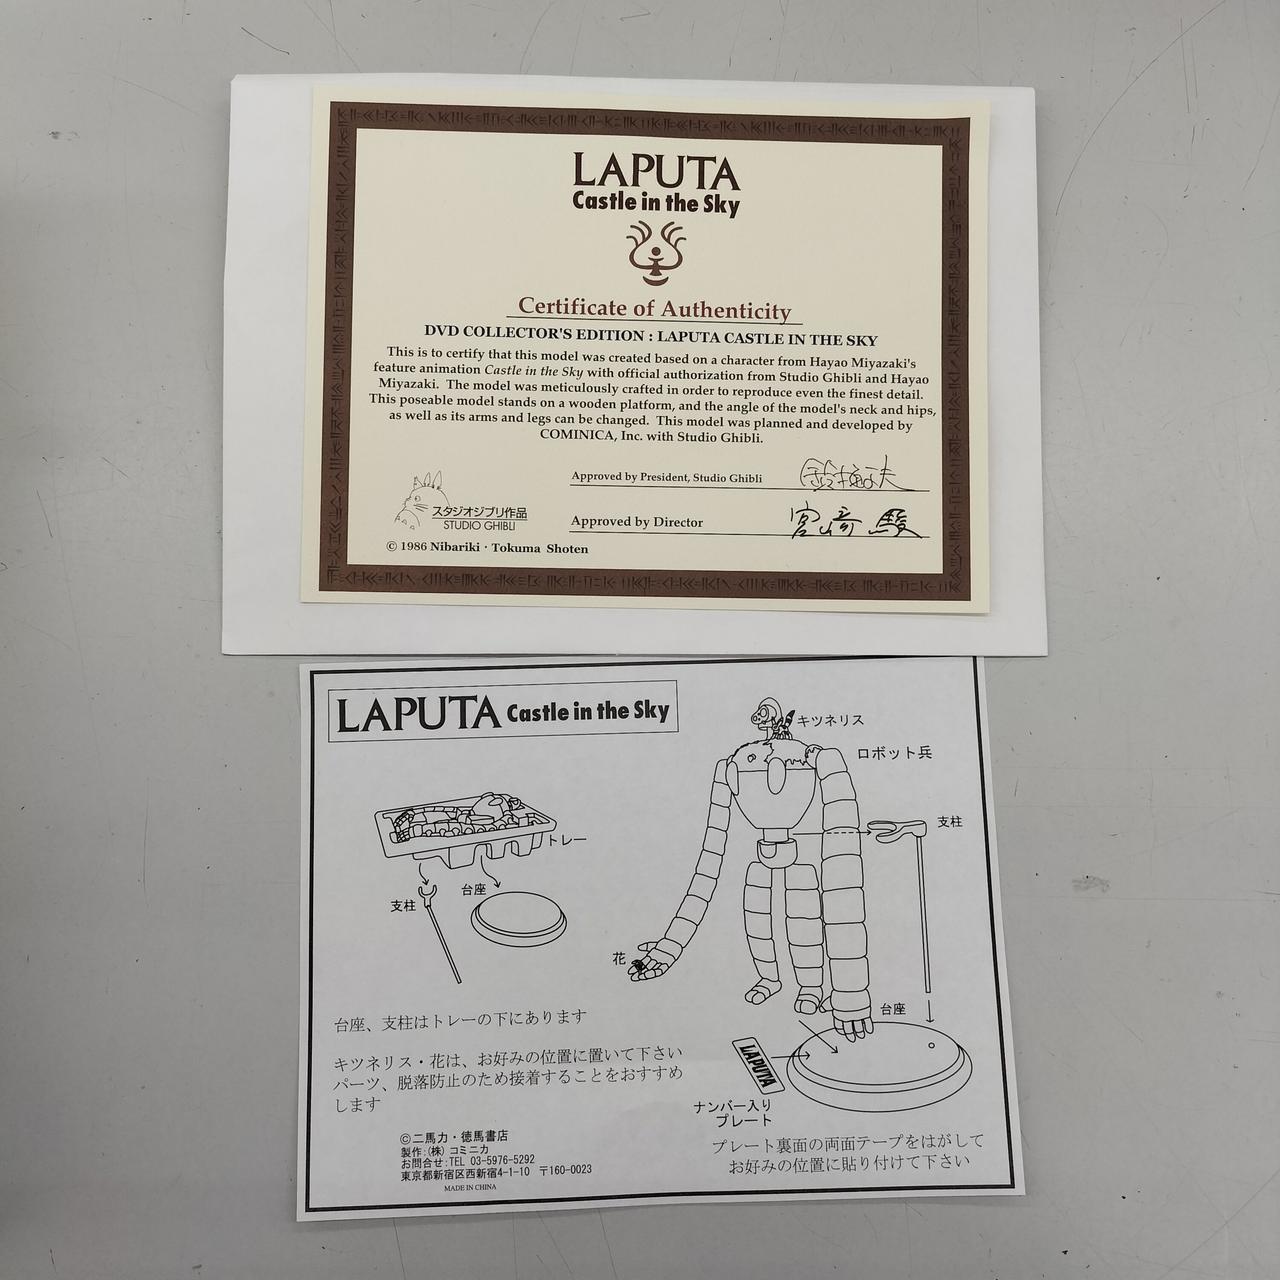 LAPUTA
Castle in the Sky
Certificate of Authenticity
DVD COLLECTOR'S EDITION : LAPUTA CASTLE IN THE SKY
This is to certify that this model was created based on a character from Hayao Miyazaki's
feature animation Castle in the Sky with official authorization from Studio Ghibli and Hayao
Miyazaki. The model was meticulously crafted in order to reproduce even the finest detail.
This poseable model stands on a wooden platform, and the angle of the model's neck and hips,
as well as its arms and legs can be changed. This model was planned and developed by
COMINICA, Inc. with Studio Ghibli.
Approved by President, Studio Ghibli
スタジオジブリ作品
STUDIO GHIBLI
Approved by Director 宮崎 駿
© 1986 Nibariki · Tokuma Shoten
LAPUTA Castle in the Sky
キツネリス
ロボット兵
支柱
トレー
台座
支柱
花
台座
台座、支柱はトレーの下にあります
キツネリス・花は、お好みの位置に置いて下さい
パーツ、脱落防止のため接着することをおすすめ
します
LAPUTA
ナンバー入り
プレート
プレート裏面の両面テープをはがして
お好みの位置に貼り付けて下さい
©二馬力・徳馬書店
製作:(株) コミニカ
お問合せ:TEL 03-5976-5292
東京都新宿区西新宿4-1-10 〒160-0023
MADE IN CHINA